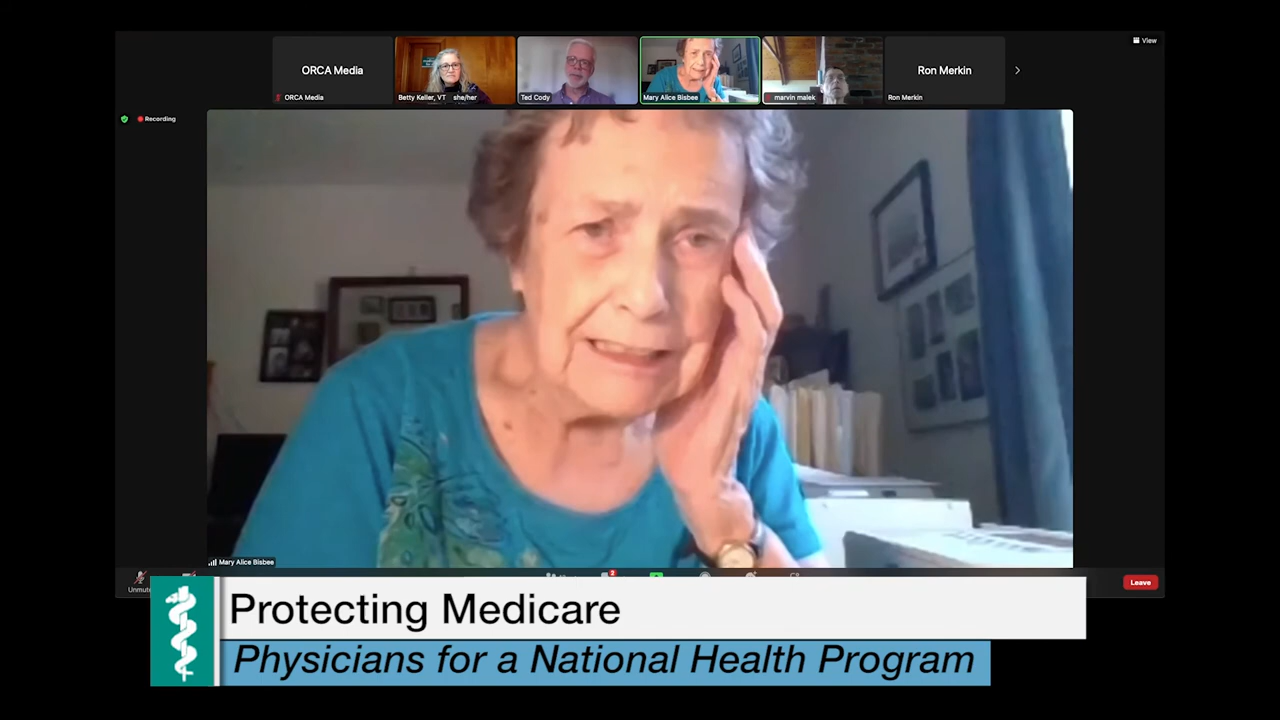 View
ORCA Media
Ron Merkin
ORCA Media
Betty Keller, VT she/her
Ted Cody
Mary Alice Bisbee
marvin malek
Ron Merkin
Recording
Mary Alice Bisbee
2
Leave
Protecting Medicare
Physicians for a National Health Program